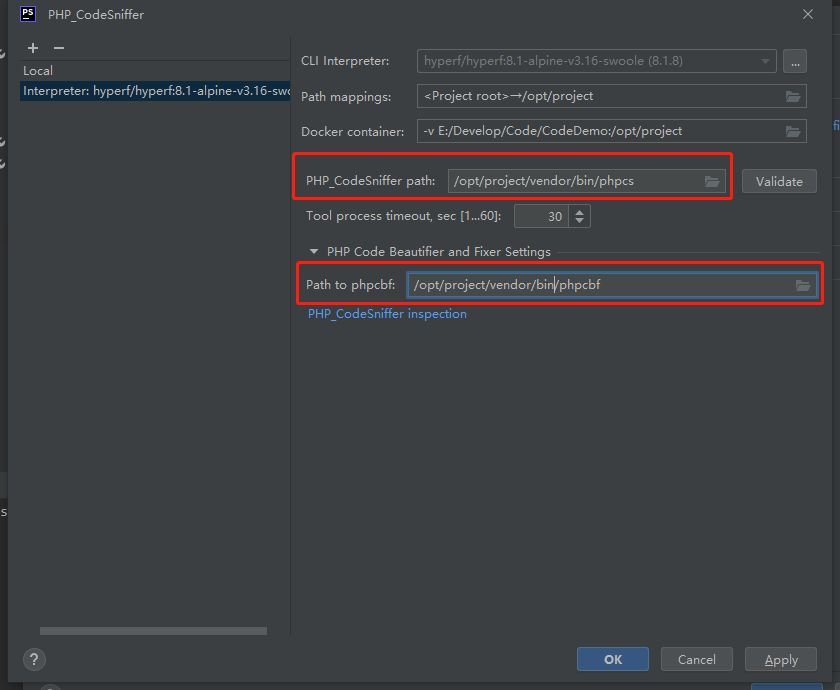 PS PHP_CodeSniffer
Local
Interpreter: hyperf/hyperf:8.1-alpine-v3.16-swo
CLI Interpreter: hyperf/hyperf:8.1-alpine-v3.16-swoole (8.1.8) ...
Path mappings: <Project root>→/opt/project
Docker container: -v E:/Develop/Code/CodeDemo:/opt/project
PHP_CodeSniffer path: /opt/project/vendor/bin/phpcs Validate
Tool process timeout, sec [1...60]: 30
PHP Code Beautifier and Fixer Settings
Path to phpcbf: /opt/project/vendor/bin/phpcbf
PHP_CodeSniffer inspection
fi
s
? OK Cancel Apply